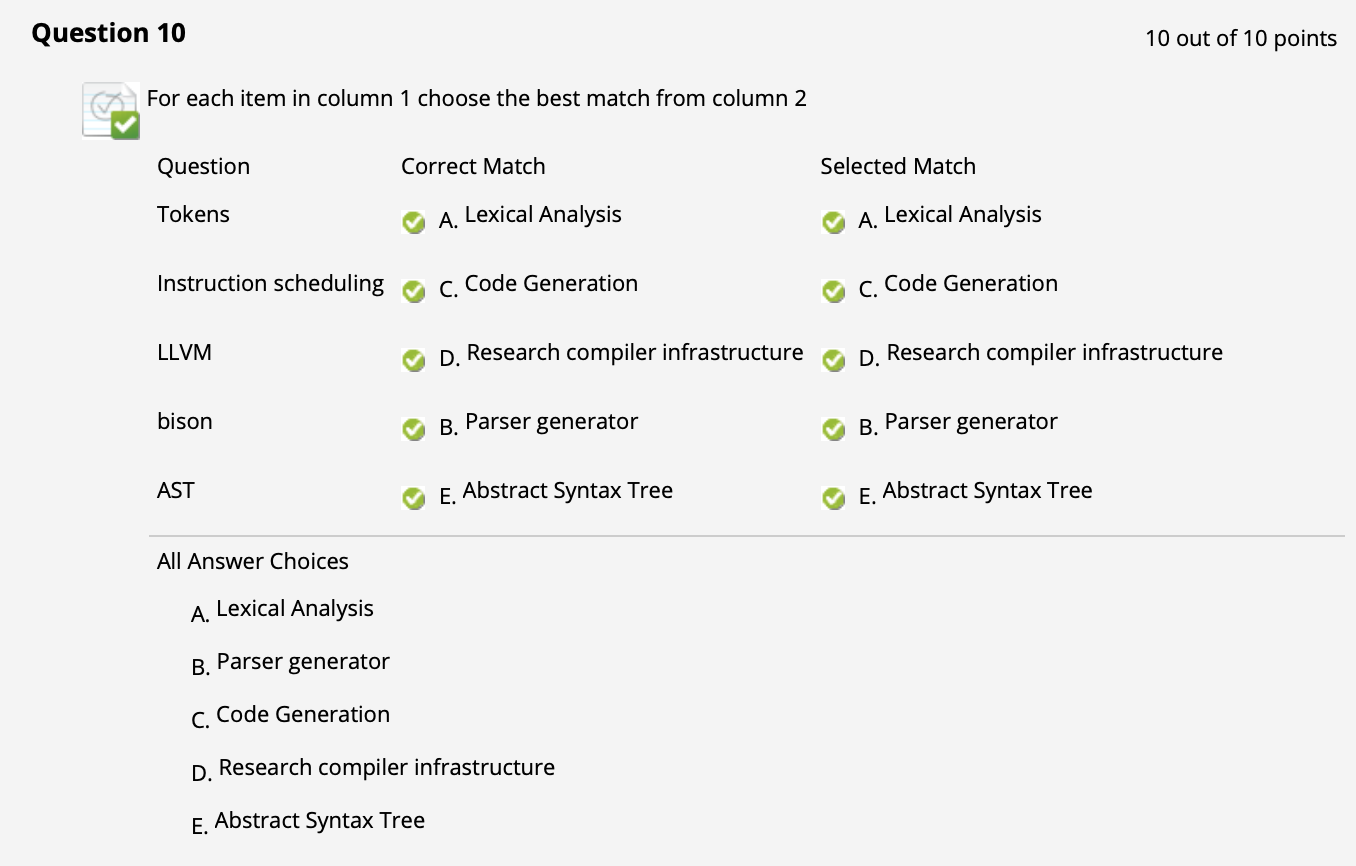 Question 10
10 out of 10 points
For each item in column 1 choose the best match from column 2
Question Correct Match Selected Match
Tokens A. Lexical Analysis A. Lexical Analysis
Instruction scheduling C. Code Generation C. Code Generation
LLVM D. Research compiler infrastructure D. Research compiler infrastructure
bison B. Parser generator B. Parser generator
AST E. Abstract Syntax Tree E. Abstract Syntax Tree
All Answer Choices
A. Lexical Analysis
B. Parser generator
C. Code Generation
D. Research compiler infrastructure
E. Abstract Syntax Tree